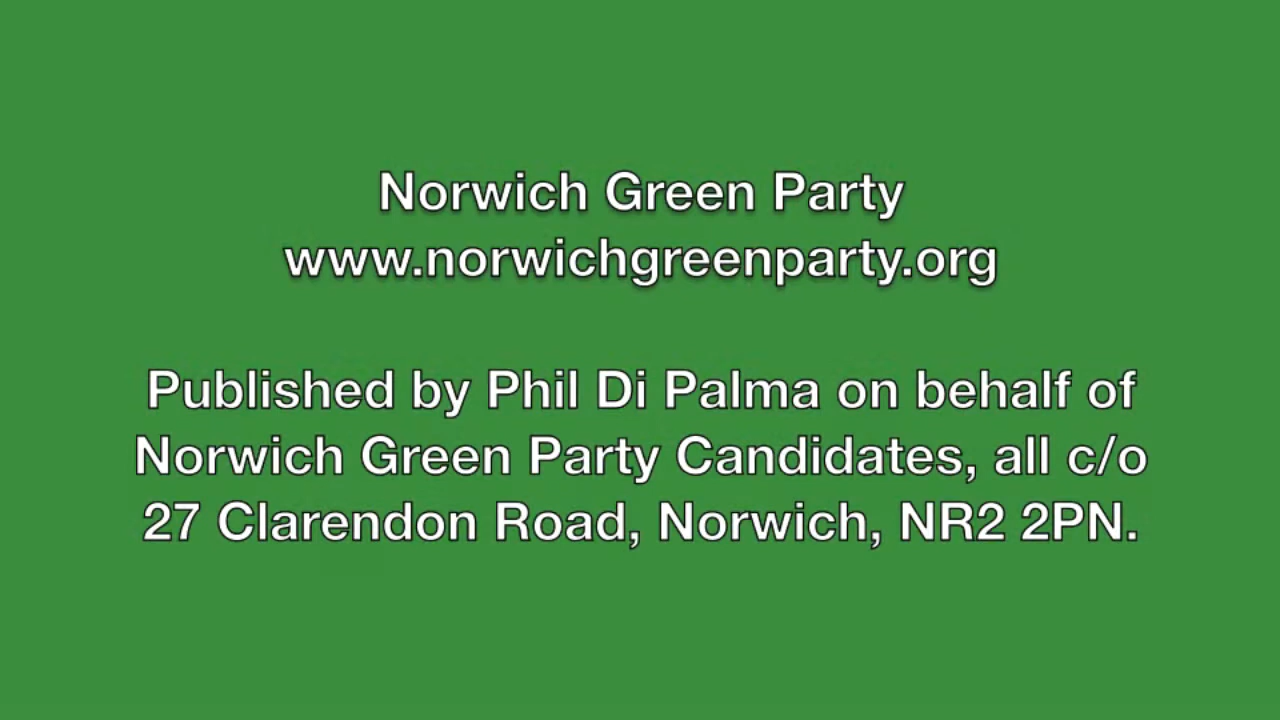 Norwich Green Party
www.norwichgreenparty.org
Published by Phil Di Palma on behalf of
Norwich Green Party Candidates, all c/o
27 Clarendon Road, Norwich, NR2 2PN.